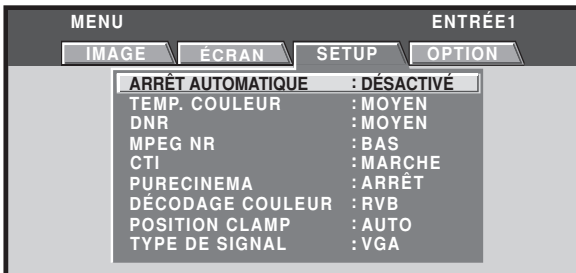 MENU ENTRÉE1
IMAGE ÉCRAN SETUP OPTION
ARRÊT AUTOMATIQUE : DÉSACTIVÉ
TEMP. COULEUR : MOYEN
DNR : MOYEN
MPEG NR : BAS
CTI : MARCHE
PURECINEMA : ARRÊT
DÉCODAGE COULEUR : RVB
POSITION CLAMP : AUTO
TYPE DE SIGNAL : VGA